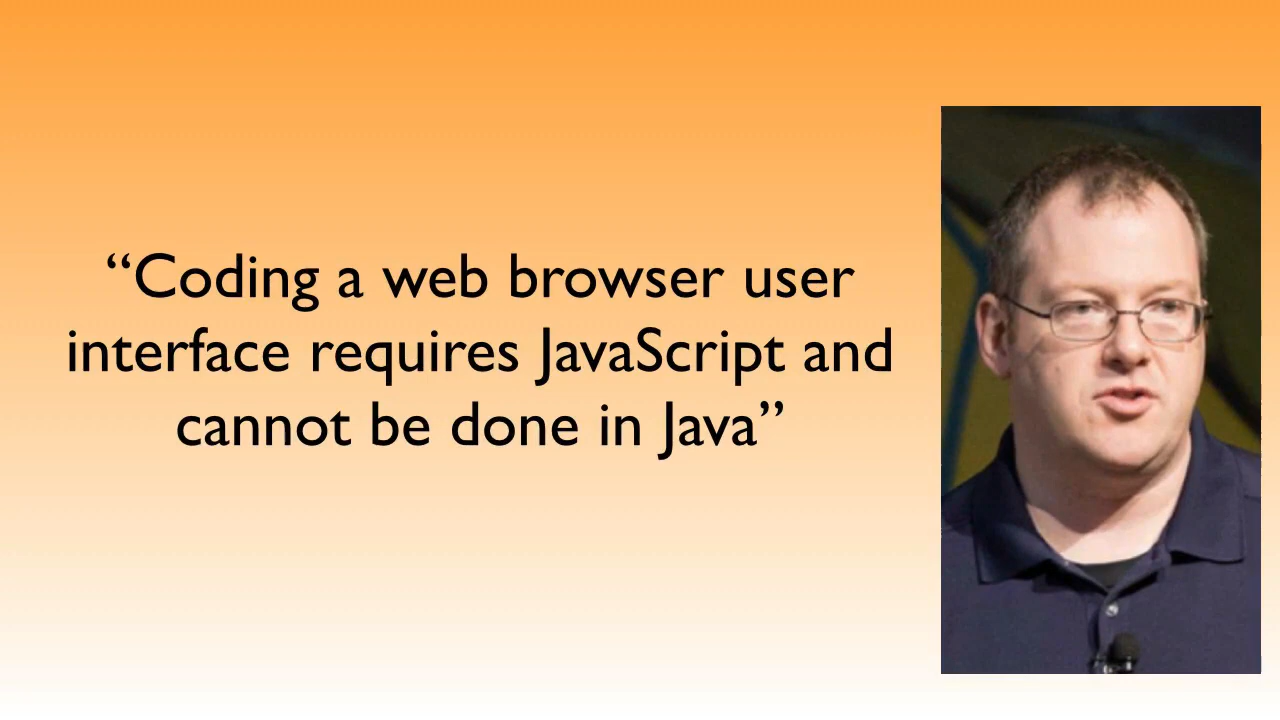 “Coding a web browser user
interface requires JavaScript and
cannot be done in Java”